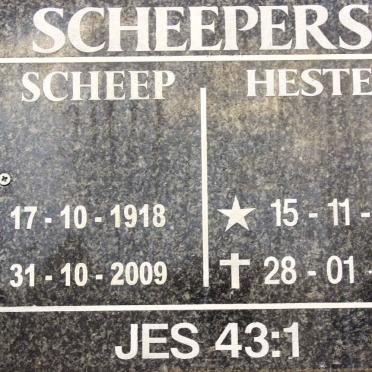 SCHEEPERS
SCHEEP HESTE
17 - 10 - 1918 ★ 15 - 11 -
31 - 10 - 2009 ✝ 28 - 01 -
JES 43:1